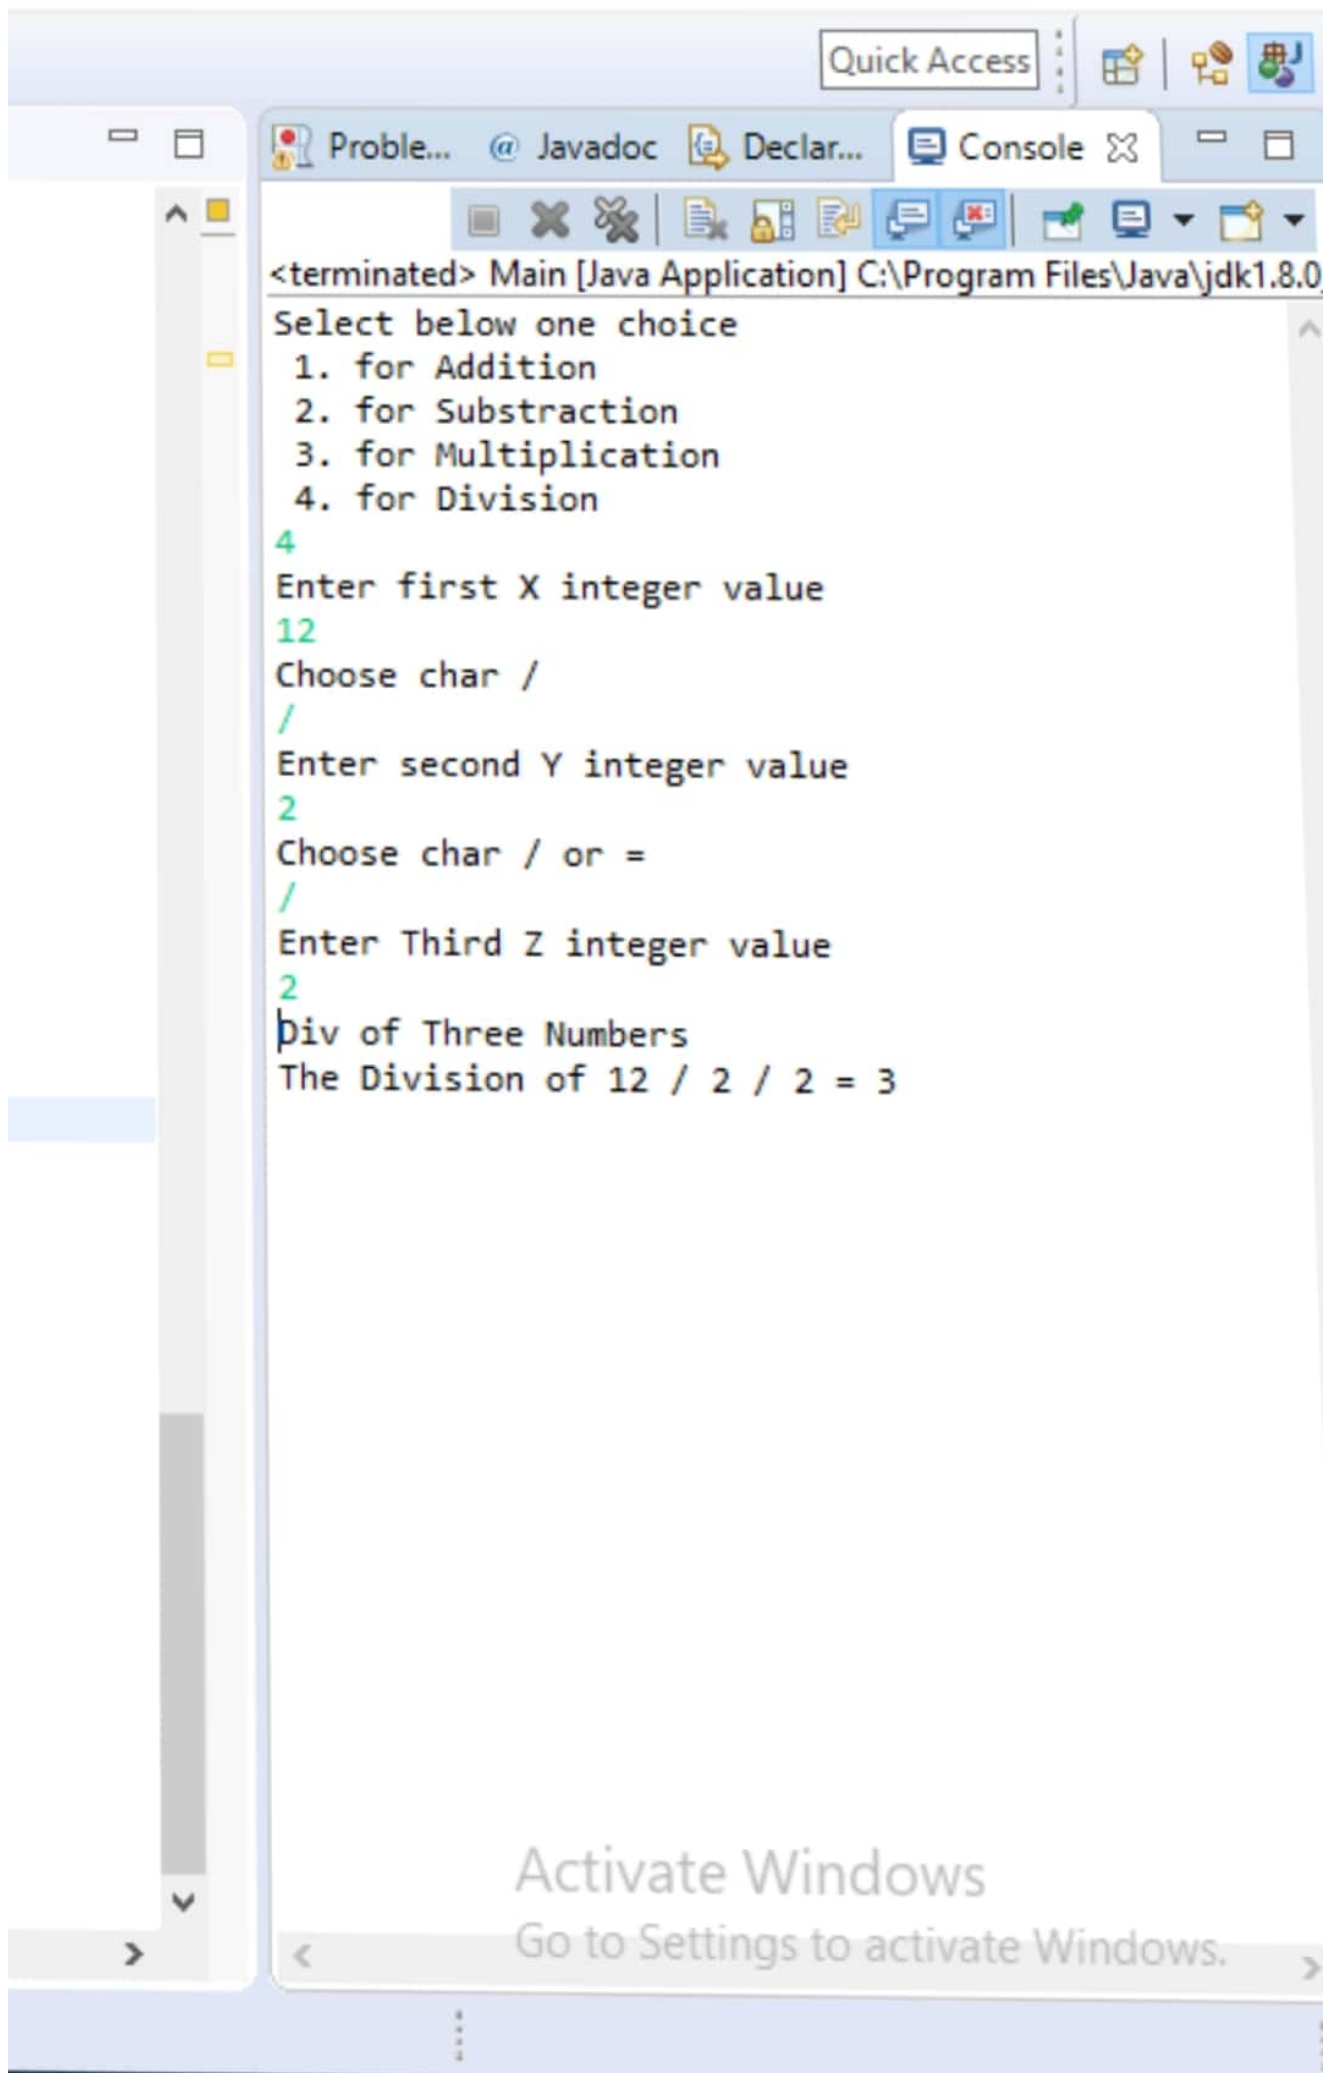 Quick Access
Proble... @ Javadoc Declar... Console
<terminated> Main [Java Application] C:\Program Files\Java\jdk1.8.0_
Select below one choice
1. for Addition
2. for Substraction
3. for Multiplication
4. for Division
4
Enter first X integer value
12
Choose char /
/
Enter second Y integer value
2
Choose char / or =
/
Enter Third Z integer value
2
Div of Three Numbers
The Division of 12 / 2 / 2 = 3
Activate Windows
Go to Settings to activate Windows.